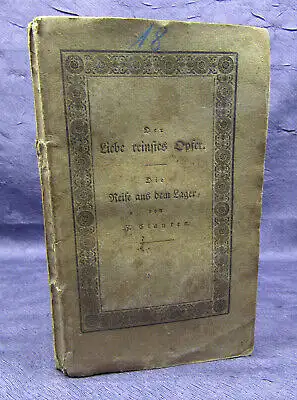 18
Der
Liebe reinstes Opfer.
Die
Reise aus dem Lager,
von
H. Clauren.